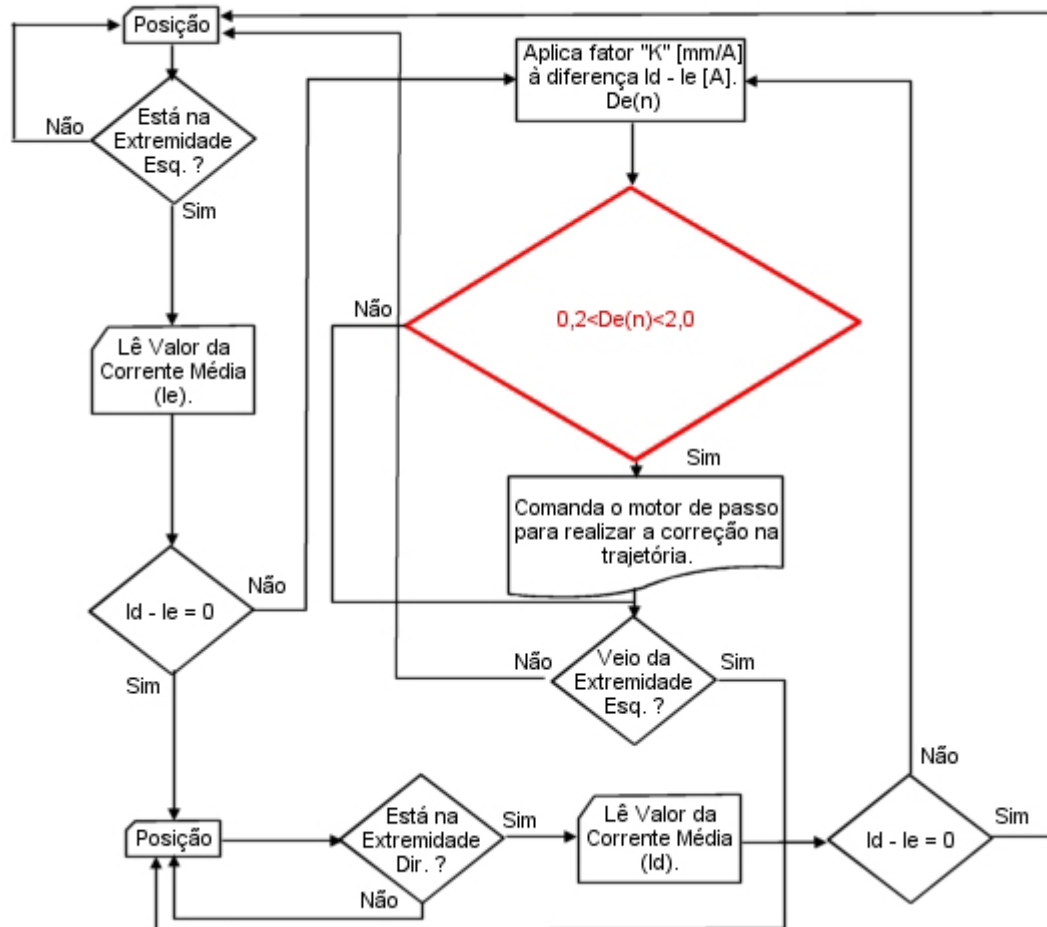 Posição
Está na
Extremidade
Esq. ?
Não
Sim
Lê Valor da
Corrente Média
(Ie).
Id - Ie = 0
Não
Sim
Aplica fator "K" [mm/A]
à diferença Id - Ie [A].
De(n)
Não
0,2<De(n)<2,0
Sim
Comanda o motor de passo
para realizar a correção na
trajetória.
Não
Veio da
Extremidade
Esq. ?
Sim
Posição
Está na
Extremidade
Dir. ?
Sim
Não
Lê Valor da
Corrente Média
(Id).
Id - Ie = 0
Não
Sim